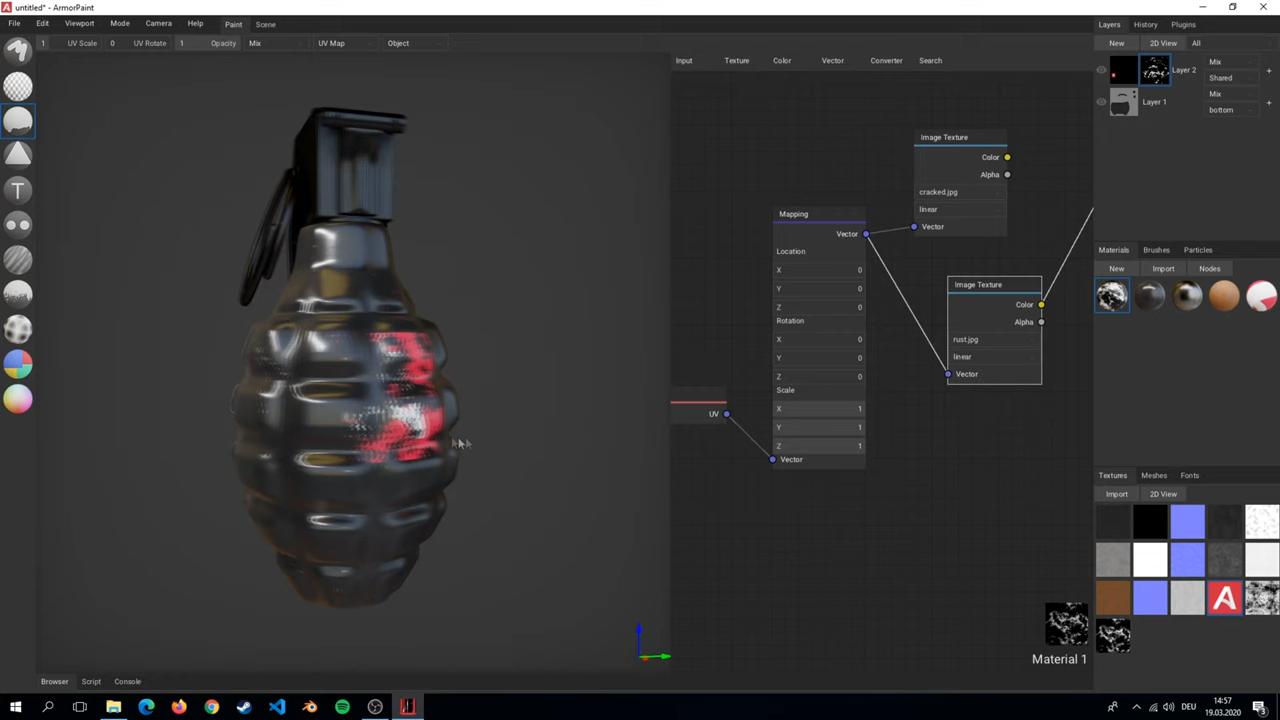 untitled* - ArmorPaint
File Edit Viewport Mode Camera Help Paint Scene
Layers History Plugins
1 UV Scale 0 UV Rotate 1 Opacity Mix UV Map Object
New 2D View All
Input Texture Color Vector Converter Search
Layer 2 Mix
Shared
Layer 1 Mix
bottom
Image Texture
Color
Alpha
cracked.jpg
linear
Vector
Mapping
Vector
Location
X 0
Y 0
Z 0
Rotation
X 0
Y 0
Z 0
Scale
X 1
Y 1
Z 1
Vector
UV
Image Texture
Color
Alpha
rust.jpg
linear
Vector
Materials Brushes Particles
New Import Nodes
Textures Meshes Fonts
Import 2D View
T
A
Material 1
Browser Script Console
DEU
14:57
19.03.2020
3